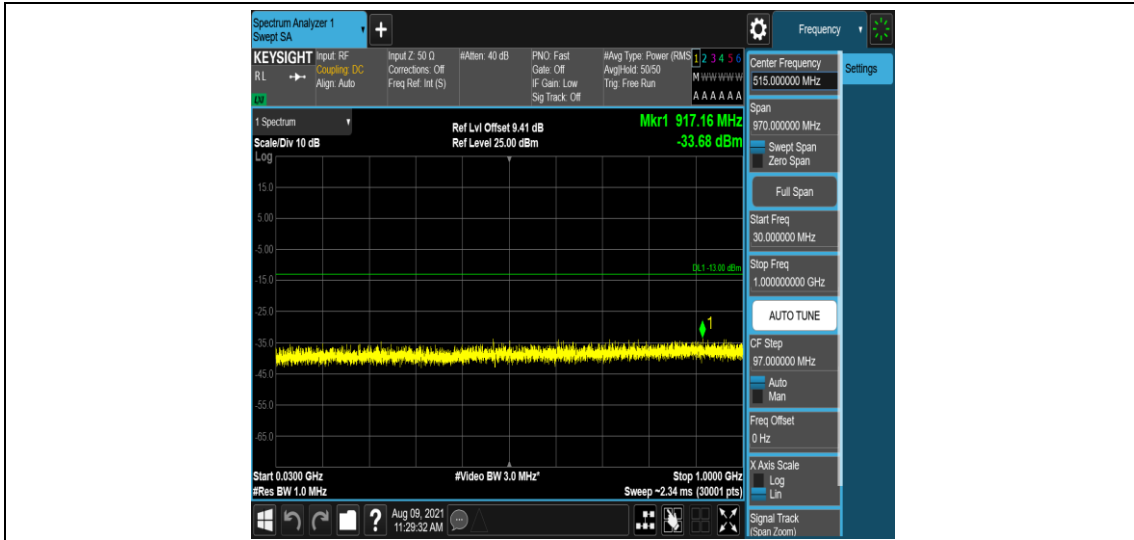 Spectrum Analyzer 1
Swept SA
Frequency
KEYSIGHT
RL
Input: RF
Coupling: DC
Align: Auto
Input Z: 50 Ω
Corrections: Off
Freq Ref: Int (S)
#Atten: 40 dB
PNO: Fast
Gate: Off
IF Gain: Low
Sig Track: Off
#Avg Type: Power (RMS
Avg|Hold: 50/50
Trig: Free Run
1 2 3 4 5 6
M W W W W W
A A A A A A
1 Spectrum
Scale/Div 10 dB
Ref Lvl Offset 9.41 dB
Ref Level 25.00 dBm
Mkr1 917.16 MHz
-33.68 dBm
Log
15.0
5.00
-5.00
DL1 -13.00 dBm
-15.0
-25.0
1
-35.0
-45.0
-55.0
-65.0
Start 0.0300 GHz
#Video BW 3.0 MHz*
Stop 1.0000 GHz
#Res BW 1.0 MHz
Sweep ~2.34 ms (30001 pts)
Aug 09, 2021
11:29:32 AM
Center Frequency
515.000000 MHz
Settings
Span
970.000000 MHz
Swept Span
Zero Span
Full Span
Start Freq
30.000000 MHz
Stop Freq
1.000000000 GHz
AUTO TUNE
CF Step
97.000000 MHz
Auto
Man
Freq Offset
0 Hz
X Axis Scale
Log
Lin
Signal Track
(Span Zoom)